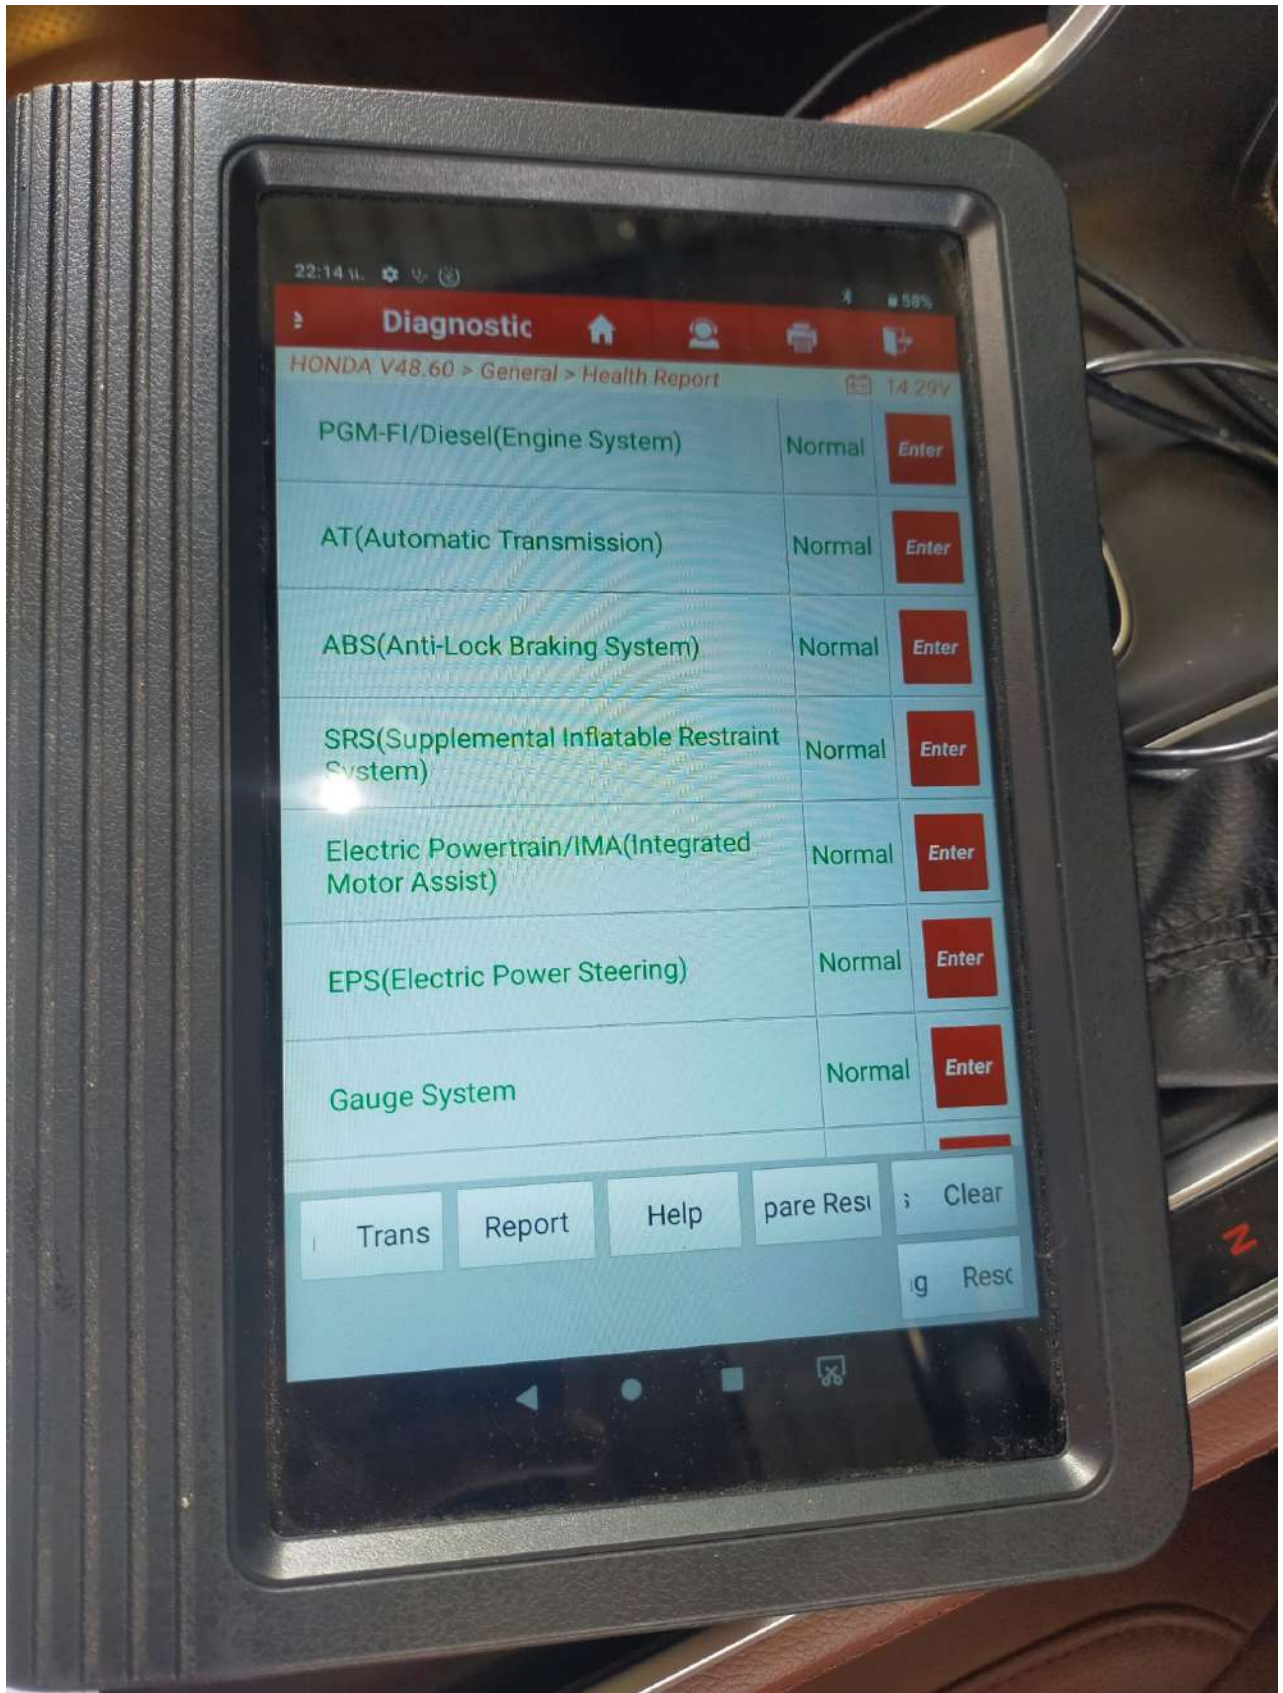 22:14 น.
58%
Diagnostic
HONDA V48.60 > General > Health Report
14.29V
PGM-FI/Diesel(Engine System) Normal Enter
AT(Automatic Transmission) Normal Enter
ABS(Anti-Lock Braking System) Normal Enter
SRS(Supplemental Inflatable Restraint
System) Normal Enter
Electric Powertrain/IMA(Integrated
Motor Assist) Normal Enter
EPS(Electric Power Steering) Normal Enter
Gauge System Normal Enter
Trans Report Help pare Resu s Clear
g Resc
N